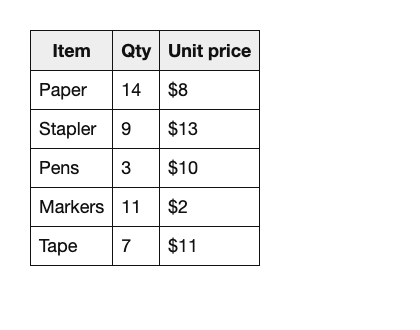 Item Qty Unit price
Paper 14 $8
Stapler 9 $13
Pens 3 $10
Markers 11 $2
Tape 7 $11